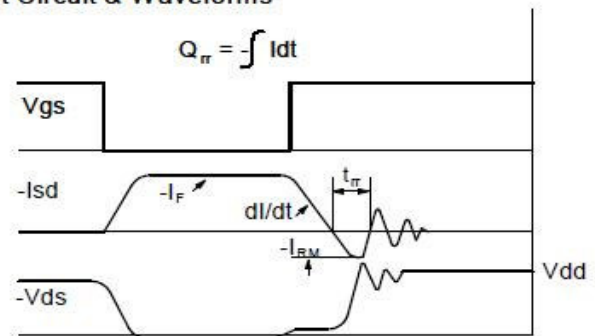 t Circuit & Waveforms
Qrr = -∫ Idt
Vgs
-Isd
-IF
dI/dt
trr
-IRM
Vdd
-Vds